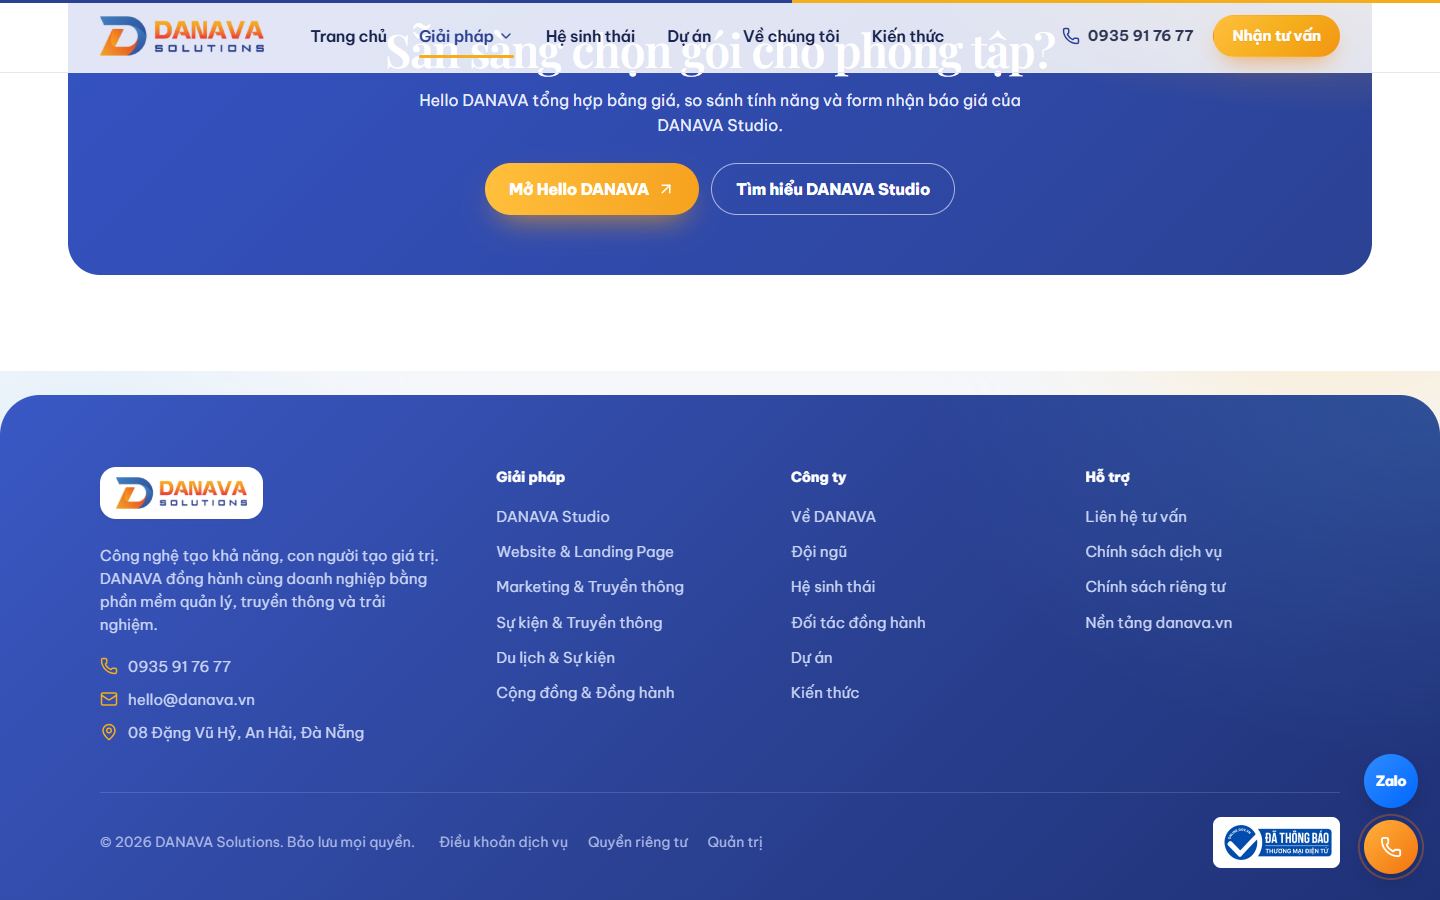 DANAVA
SOLUTIONS
Trang chủ
Giải pháp
Hệ sinh thái
Dự án
Về chúng tôi
Kiến thức
0935 91 76 77
Nhận tư vấn
Sẵn sàng chọn gói cho phòng tập?
Hello DANAVA tổng hợp bảng giá, so sánh tính năng và form nhận báo giá của
DANAVA Studio.
Mở Hello DANAVA
Tìm hiểu DANAVA Studio
DANAVA
SOLUTIONS
Công nghệ tạo khả năng, con người tạo giá trị.
DANAVA đồng hành cùng doanh nghiệp bằng
phần mềm quản lý, truyền thông và trải
nghiệm.
0935 91 76 77
hello@danava.vn
08 Đặng Vũ Hỷ, An Hải, Đà Nẵng
Giải pháp
DANAVA Studio
Website & Landing Page
Marketing & Truyền thông
Sự kiện & Truyền thông
Du lịch & Sự kiện
Cộng đồng & Đồng hành
Công ty
Về DANAVA
Đội ngũ
Hệ sinh thái
Đối tác đồng hành
Dự án
Kiến thức
Hỗ trợ
Liên hệ tư vấn
Chính sách dịch vụ
Chính sách riêng tư
Nền tảng danava.vn
© 2026 DANAVA Solutions. Bảo lưu mọi quyền.
Điều khoản dịch vụ
Quyền riêng tư
Quản trị
ĐÃ THÔNG BÁO
THƯƠNG MẠI ĐIỆN TỬ
Zalo